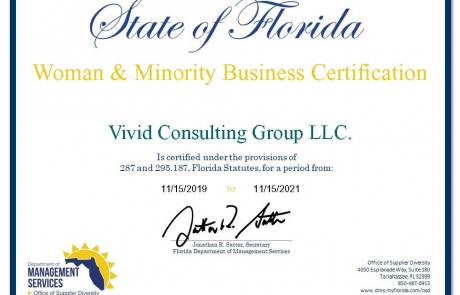 State of Florida
Woman & Minority Business Certification
Vivid Consulting Group LLC.
Is certified under the provisions of
287 and 295.187, Florida Statutes, for a period from:
11/15/2019 to 11/15/2021
Jonathan R. Satter, Secretary
Florida Department of Management Services
Department of
MANAGEMENT
SERVICES
Office of Supplier Diversity
Office of Supplier Diversity
4050 Esplanade Way, Suite 380
Tallahassee, FL 32399
850-487-0915
www.dms.myflorida.com/osd